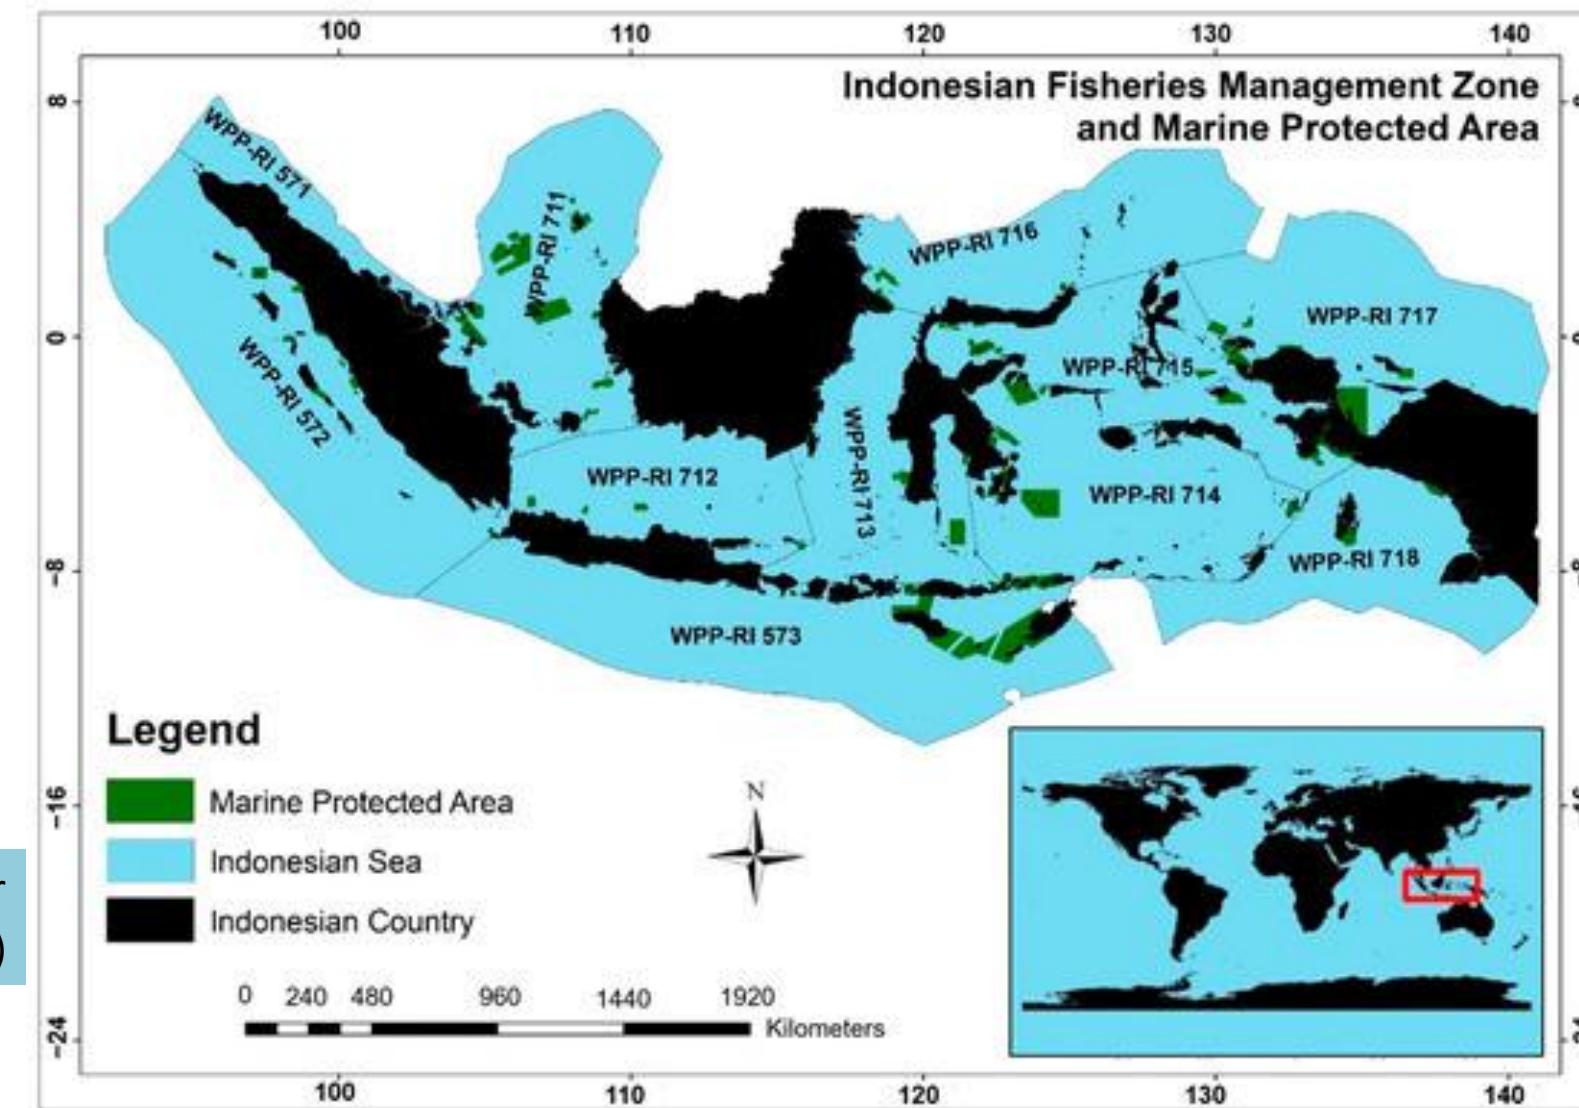 100 110 120 130 140
Indonesian Fisheries Management Zone
and Marine Protected Area
8
0
-8
-16
-24
WPP-RI 571
WPP-RI 711
WPP-RI 716
WPP-RI 717
WPP-RI 715
WPP-RI 572
WPP-RI 713
WPP-RI 712
WPP-RI 714
WPP-RI 718
WPP-RI 573
Legend
Marine Protected Area
Indonesian Sea
Indonesian Country
N
0 240 480 960 1440 1920
Kilometers
100 110 120 130 140
)